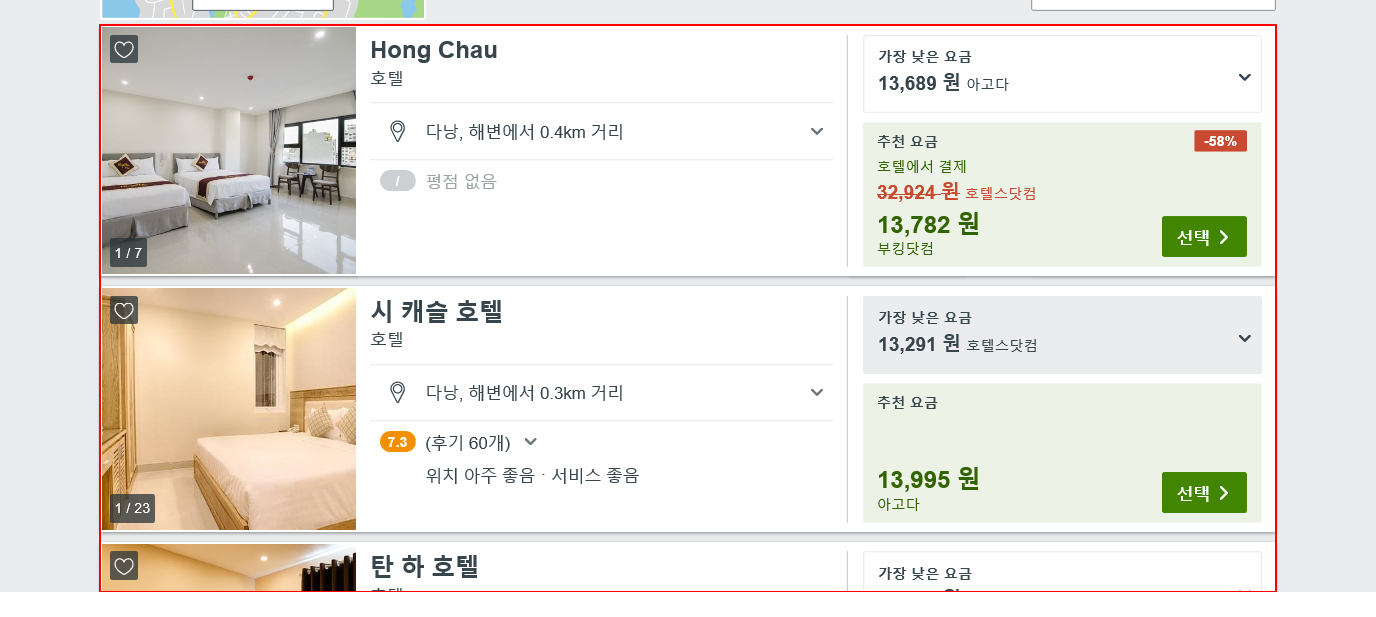 Hong Chau
호텔
다낭, 해변에서 0.4km 거리
/ 평점 없음
1 / 7
가장 낮은 요금
13,689 원 아고다
추천 요금
-58%
호텔에서 결제
32,924 원 호텔스닷컴
13,782 원
부킹닷컴
선택
시 캐슬 호텔
호텔
다낭, 해변에서 0.3km 거리
7.3 (후기 60개)
위치 아주 좋음 · 서비스 좋음
1 / 23
가장 낮은 요금
13,291 원 호텔스닷컴
추천 요금
13,995 원
아고다
선택
탄 하 호텔
호텔
가장 낮은 요금